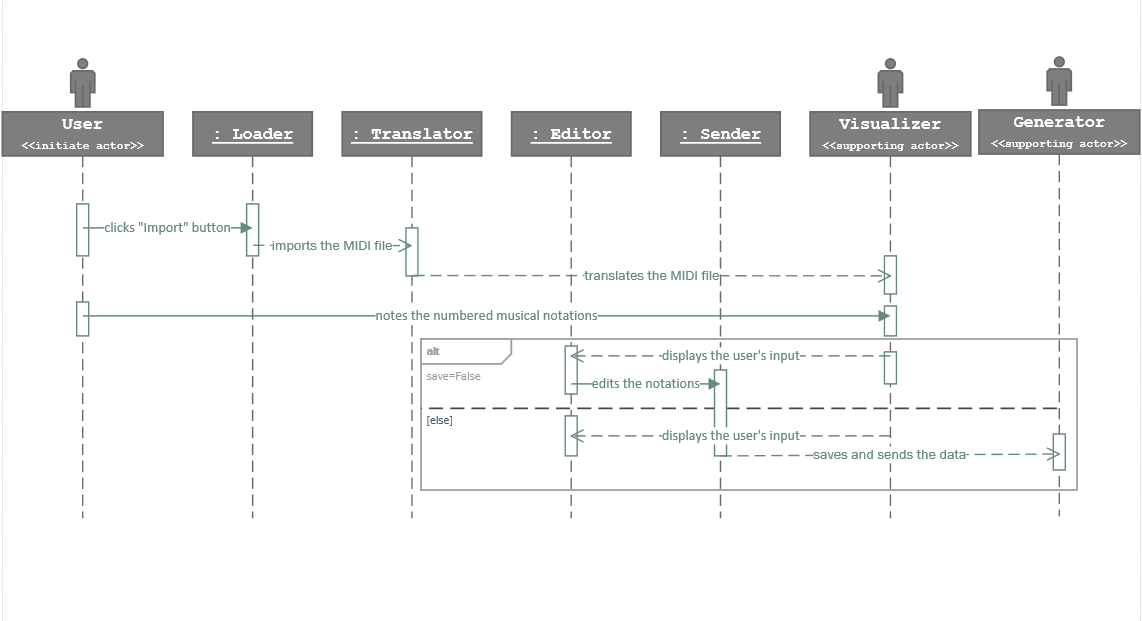 User
<<initiate actor>>
: Loader
: Translator
: Editor
: Sender
Visualizer
<<supporting actor>>
Generator
<<supporting actor>>
clicks "Import" button
imports the MIDI file
translates the MIDI file
notes the numbered musical notations
alt
save=False
displays the user's input
edits the notations
[else]
displays the user's input
saves and sends the data